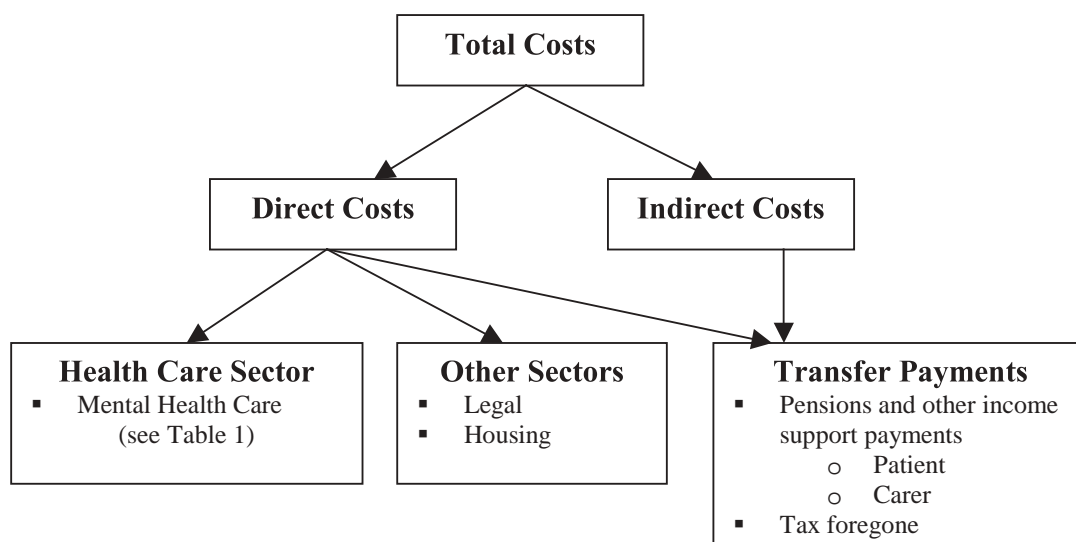 Total Costs
Direct Costs
Indirect Costs
Health Care Sector
▪ Mental Health Care
(see Table 1)
Other Sectors
▪ Legal
▪ Housing
Transfer Payments
▪ Pensions and other income
support payments
o Patient
o Carer
▪ Tax foregone